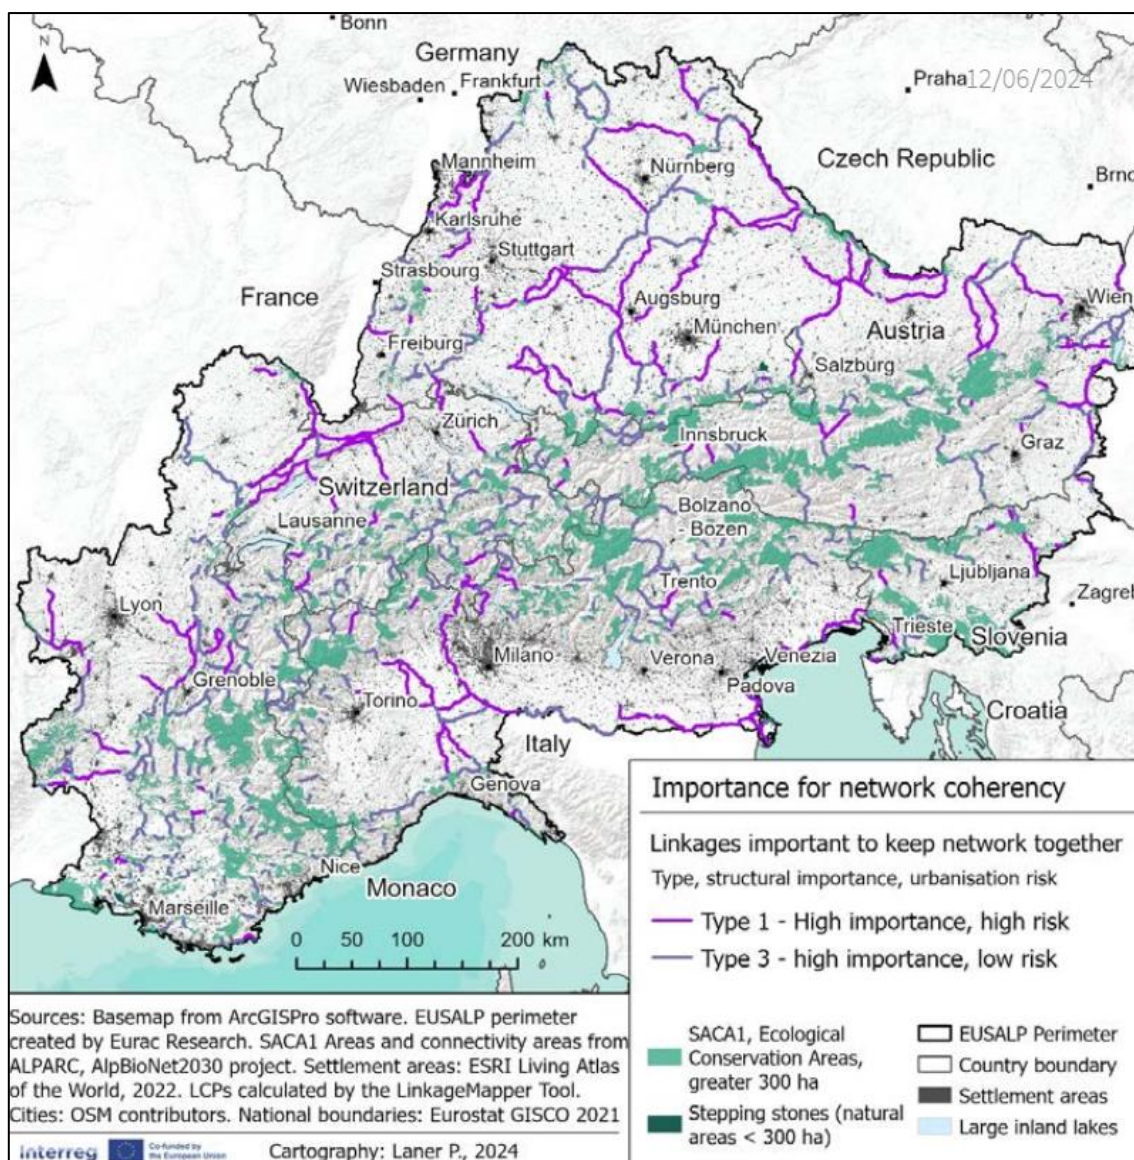 Bonn
N
Germany
Wiesbaden
Frankfurt
Praha
12/06/2024
Czech Republic
Brno
Mannheim
Nürnberg
Karlsruhe
Stuttgart
Strasbourg
France
Augsburg
München
Wien
Austria
Freiburg
Salzburg
Zürich
Innsbruck
Graz
Switzerland
Lausanne
Bolzano
Bozen
Trento
Ljubljana
Zagreb
Lyon
Trieste
Slovenia
Milano
Verona
Venezia
Grenoble
Padova
Torino
Croatia
Italy
Genova
Nice
Monaco
Marseille
0 50 100 200 km
Importance for network coherency
Linkages important to keep network together
Type, structural importance, urbanisation risk
Type 1 - High importance, high risk
Type 3 - high importance, low risk
SACA1, Ecological
Conservation Areas,
greater 300 ha
Stepping stones (natural
areas < 300 ha)
EUSALP Perimeter
Country boundary
Settlement areas
Large inland lakes
Sources: Basemap from ArcGISPro software. EUSALP perimeter
created by Eurac Research. SACA1 Areas and connectivity areas from
ALPARC, AlpBioNet2030 project. Settlement areas: ESRI Living Atlas
of the World, 2022. LCPs calculated by the LinkageMapper Tool.
Cities: OSM contributors. National boundaries: Eurostat GISCO 2021
Interreg
Co-funded by
the European Union
Cartography: Laner P., 2024